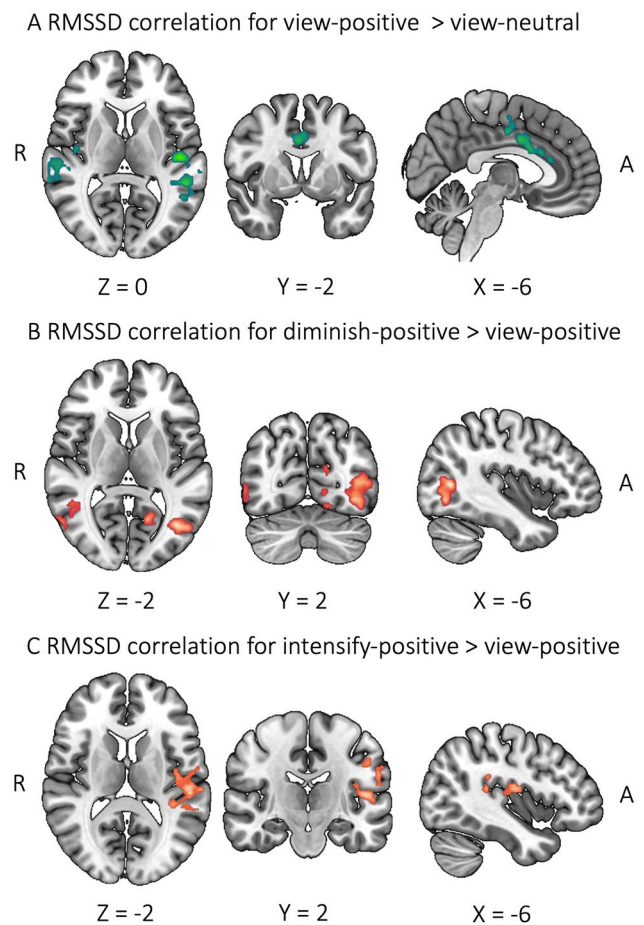 A RMSSD correlation for view-positive > view-neutral
R
A
Z = 0 Y = -2 X = -6
B RMSSD correlation for diminish-positive > view-positive
R
A
Z = -2 Y = 2 X = -6
C RMSSD correlation for intensify-positive > view-positive
R
A
Z = -2 Y = 2 X = -6